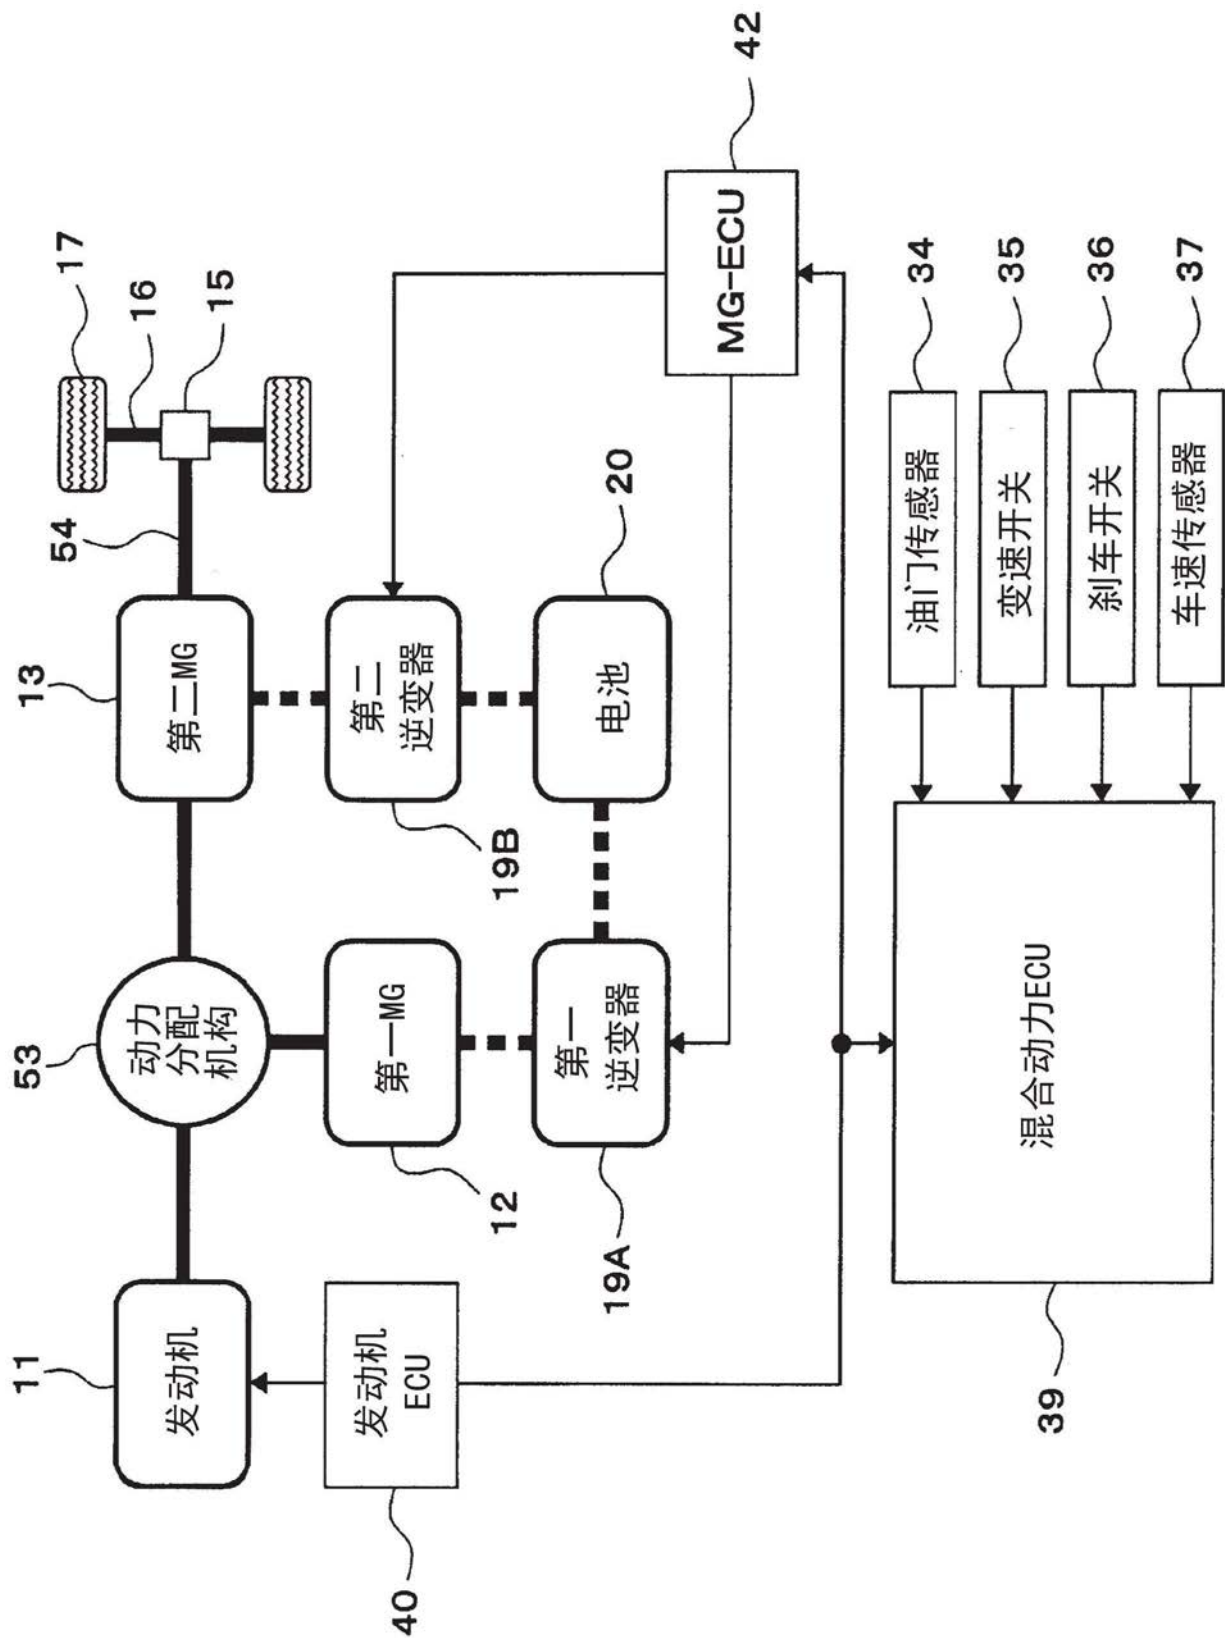 11
发动机
53
动力
分配
机构
13
第二MG
54
15
16
17
40
发动机
ECU
12
第一MG
19B
第二
逆变器
19A
第一
逆变器
20
电池
42
MG-ECU
39
混合动力ECU
油门传感器
34
变速开关
35
刹车开关
36
车速传感器
37